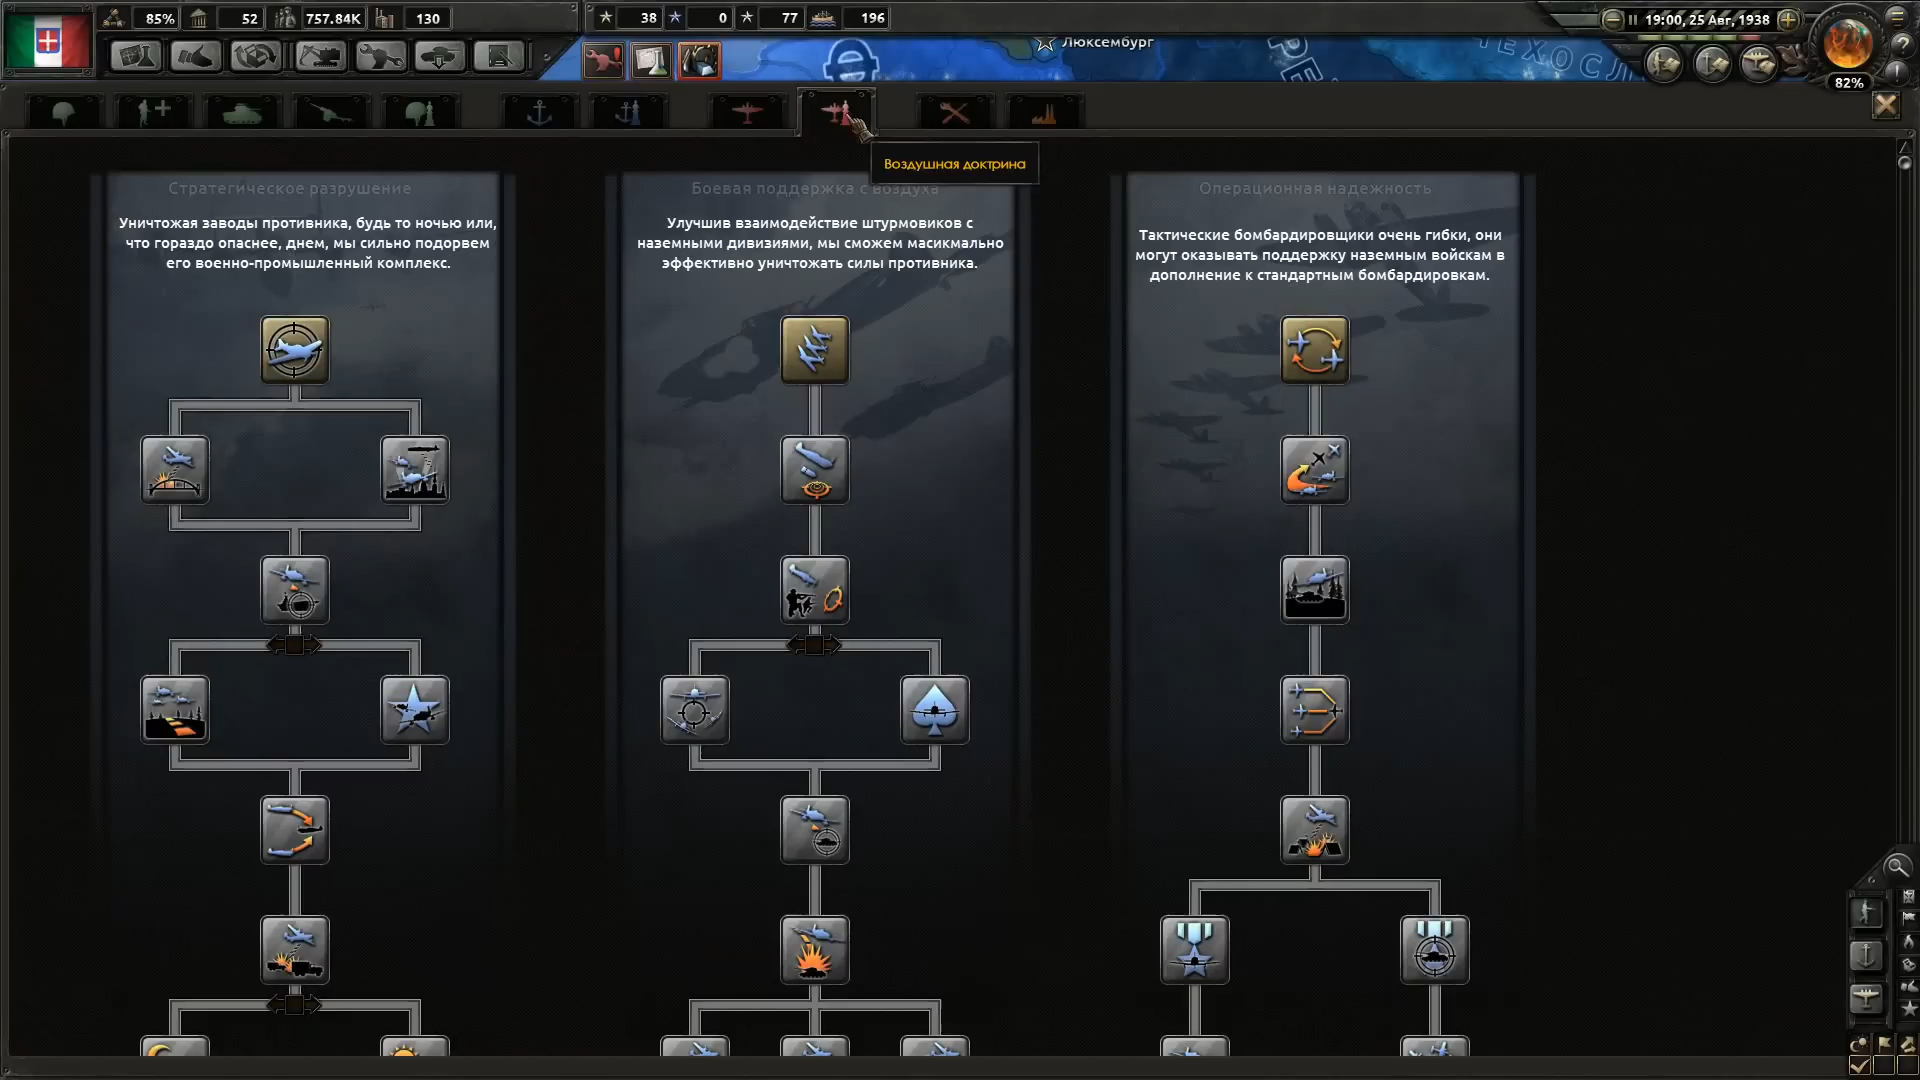 85%
52
757.84K
130
38
0
77
196
19:00, 25 Авг, 1938
82%
Люксембург
ТЕХОСЛ
Воздушная доктрина
Стратегическое разрушение
Уничтожая заводы противника, будь то ночью или,
что гораздо опаснее, днем, мы сильно подорвем
его военно-промышленный комплекс.
Боевая поддержка с воздуха
Улучшив взаимодействие штурмовиков с
наземными дивизиями, мы сможем масикмально
эффективно уничтожать силы противника.
Операционная надежность
Тактические бомбардировщики очень гибки, они
могут оказывать поддержку наземным войскам в
дополнение к стандартным бомбардировкам.